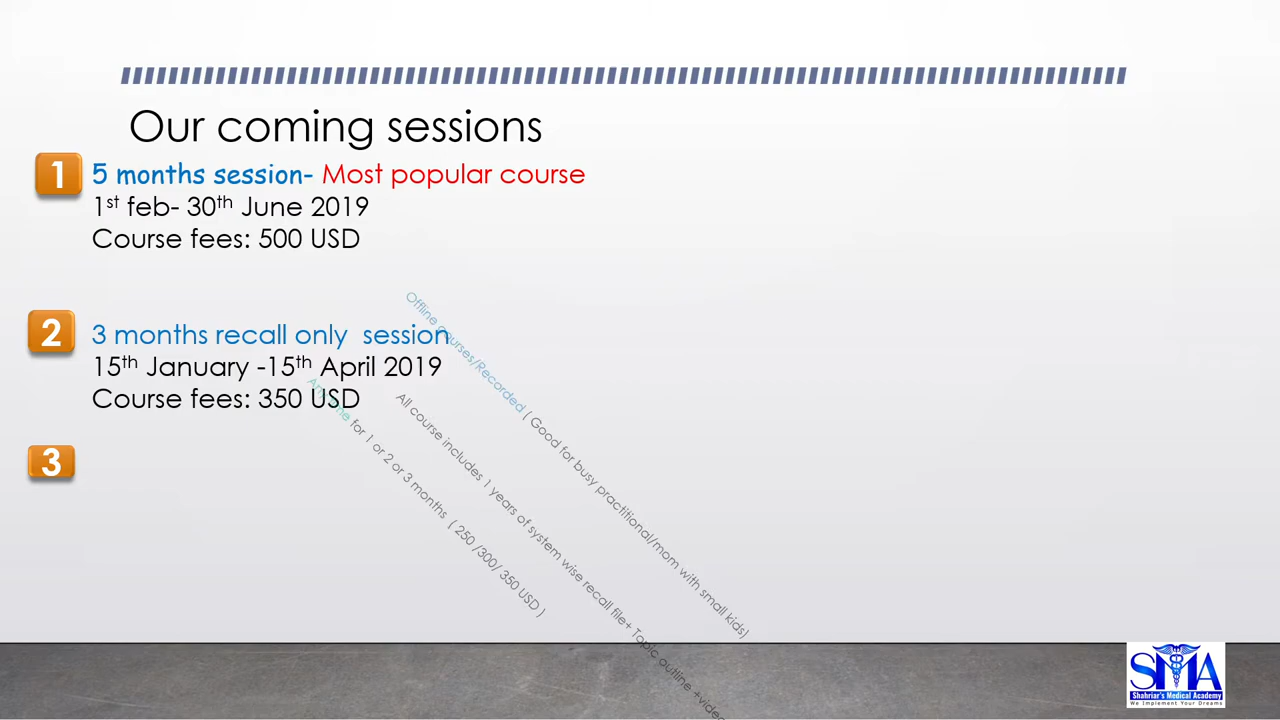 Our coming sessions
1
5 months session- Most popular course
1st feb- 30th June 2019
Course fees: 500 USD
2
3 months recall only session
15th January -15th April 2019
Course fees: 350 USD
3
Offline courses/Recorded ( Good for busy practitional/mom with small kids)
Any time for 1 or 2 or 3 months ( 250 /300/ 350 USD )
All course includes 1 years of system wise recall file+ Topic outline +video
SMA
Shahriar's Medical Academy
We Implement Your Dreams